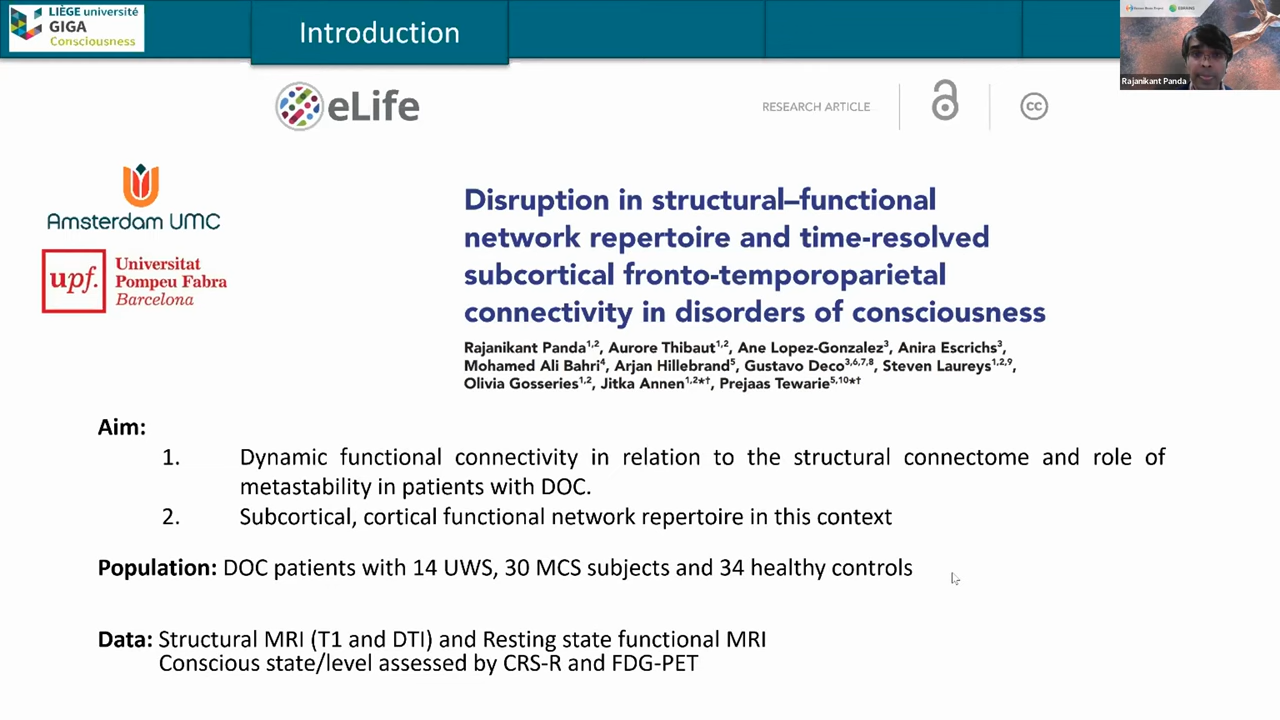 LIÈGE université
GIGA
Consciousness
Introduction
Rajanikant Panda
eLife
RESEARCH ARTICLE
cc
Amsterdam UMC
upf.
Universitat
Pompeu Fabra
Barcelona
Disruption in structural–functional
network repertoire and time-resolved
subcortical fronto-temporoparietal
connectivity in disorders of consciousness
Rajanikant Panda1,2, Aurore Thibaut1,2, Ane Lopez-Gonzalez3, Anira Escrichs3,
Mohamed Ali Bahri4, Arjan Hillebrand5, Gustavo Deco3,6,7,8, Steven Laureys1,2,9,
Olivia Gosseries1,2, Jitka Annen1,2*†, Prejaas Tewarie5,10*†
Aim:
1. Dynamic functional connectivity in relation to the structural connectome and role of
metastability in patients with DOC.
2. Subcortical, cortical functional network repertoire in this context
Population: DOC patients with 14 UWS, 30 MCS subjects and 34 healthy controls
Data: Structural MRI (T1 and DTI) and Resting state functional MRI
Conscious state/level assessed by CRS-R and FDG-PET